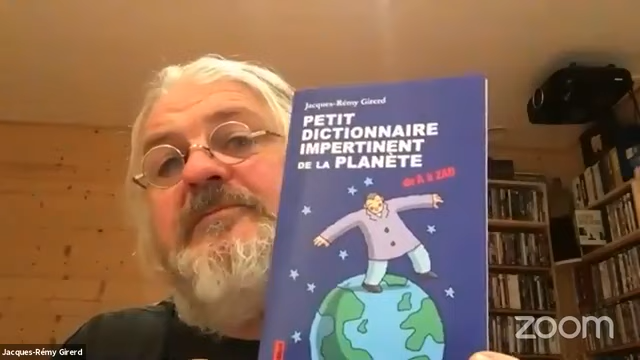 Jacques-Rémy Girerd
PETIT
DICTIONNAIRE
IMPERTINENT
DE LA PLANÈTE
de A à ZAD
zoom
Jacques-Rémy Girerd